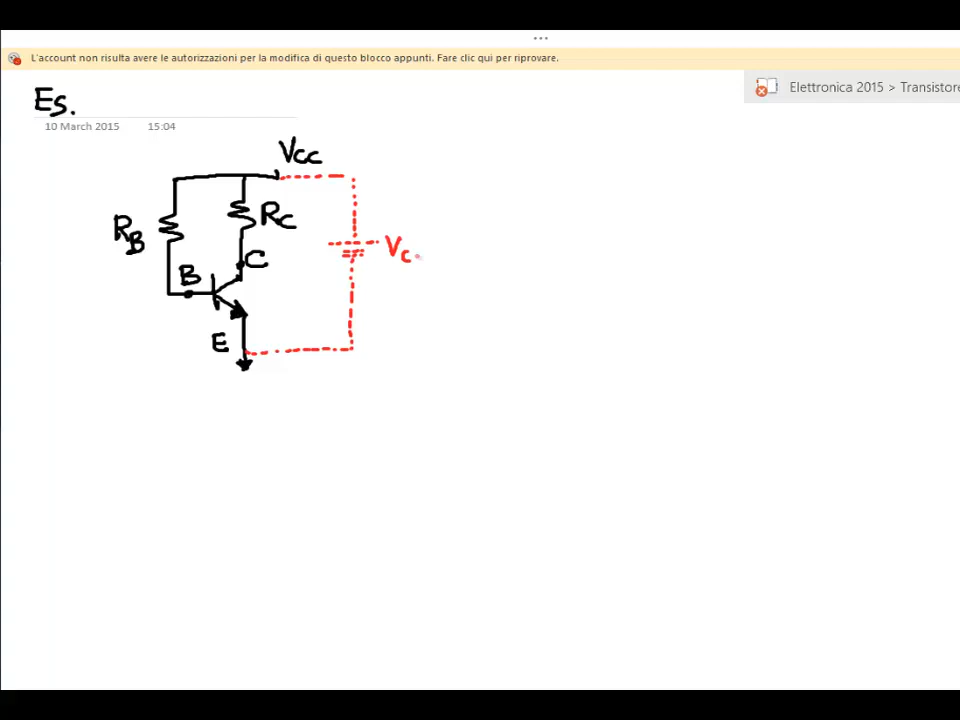 ...
L'account non risulta avere le autorizzazioni per la modifica di questo blocco appunti. Fare clic qui per riprovare.
Elettronica 2015 > Transistore
Es.
10 March 2015 15:04
Vcc
RB
RC
Vc
B
C
E